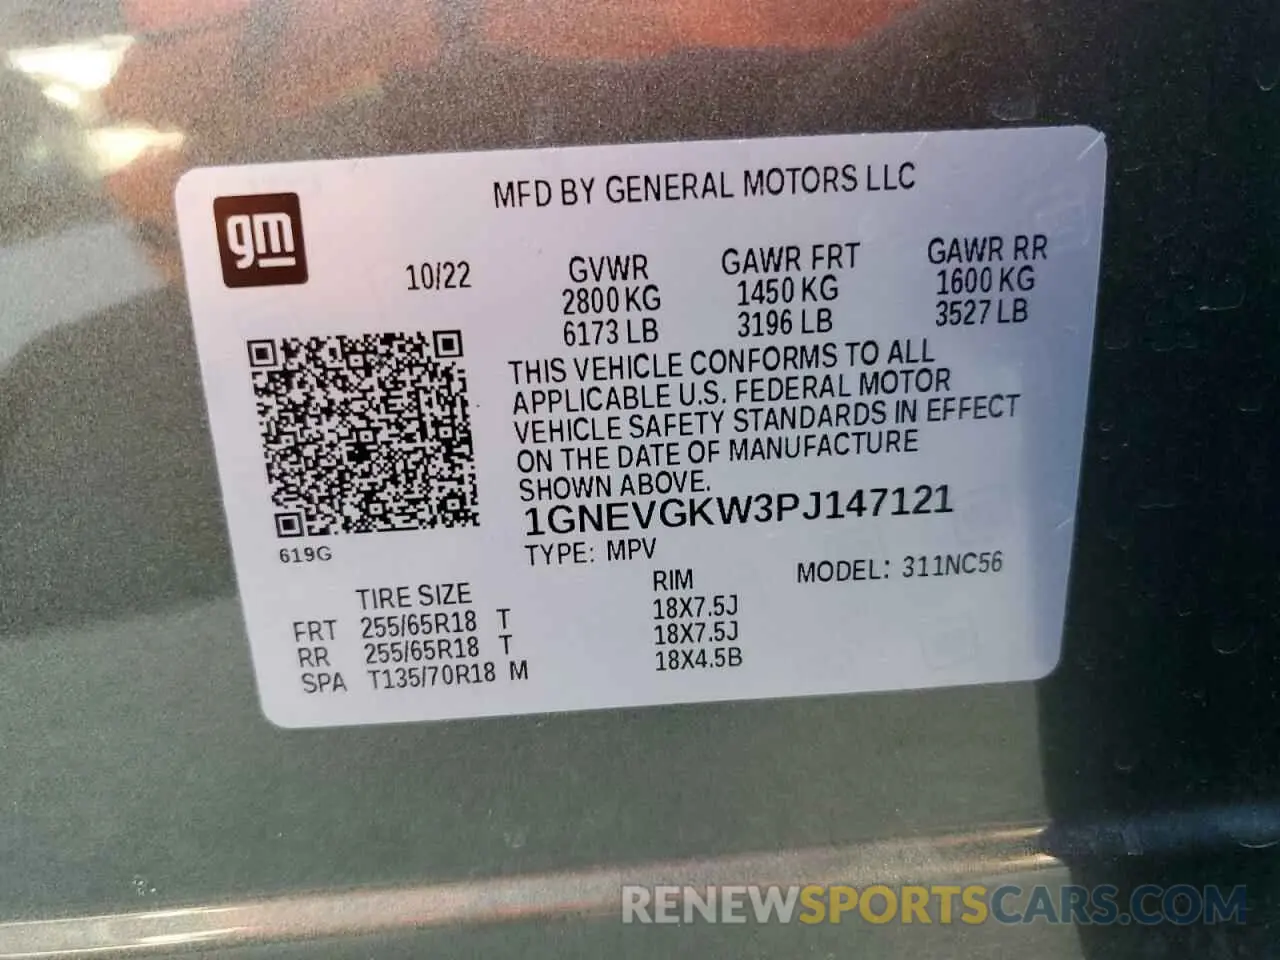 MFD BY GENERAL MOTORS LLC
gm
10/22 GVWR GAWR FRT GAWR RR
2800 KG 1450 KG 1600 KG
6173 LB 3196 LB 3527 LB
THIS VEHICLE CONFORMS TO ALL
APPLICABLE U.S. FEDERAL MOTOR
VEHICLE SAFETY STANDARDS IN EFFECT
ON THE DATE OF MANUFACTURE
SHOWN ABOVE.
1GNEVGKW3PJ147121
619G
TYPE: MPV MODEL: 311NC56
TIRE SIZE RIM
FRT 255/65R18 T 18X7.5J
RR 255/65R18 T 18X7.5J
SPA T135/70R18 M 18X4.5B
RENEWSPORTSCARS.COM